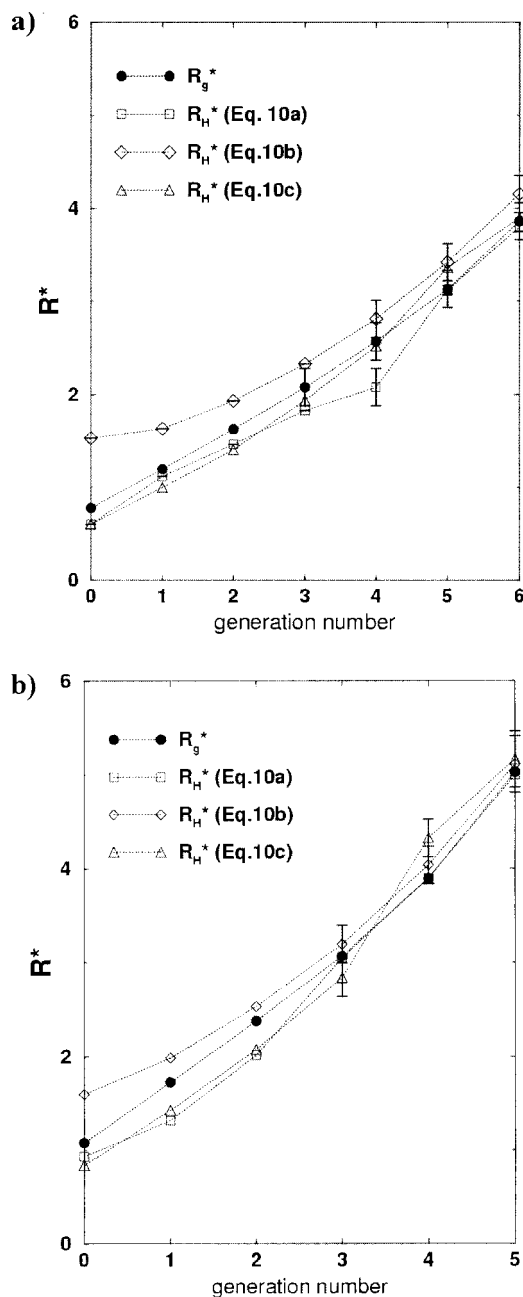 a)
6
4
2
0
R*
R_g*
R_H* (Eq. 10a)
R_H* (Eq.10b)
R_H* (Eq.10c)
0 1 2 3 4 5 6
generation number
b)
6
4
2
0
R*
R_g*
R_H* (Eq.10a)
R_H* (Eq.10b)
R_H* (Eq.10c)
0 1 2 3 4 5
generation number